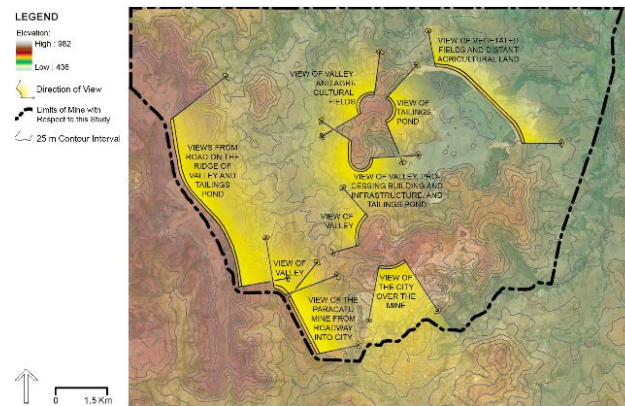 LEGEND
Elevation:
High : 982
Low : 436
Direction of View
Limits of Mine with
Respect to this Study
25 m Contour Interval
0
1,5 Km
VIEW OF VALLEY
AND AGRI-
CULTURAL
FIELDS
VIEW OF VEGETATED
FIELDS AND DISTANT
AGRICULTURAL LAND
VIEW OF
TAILINGS
POND
VIEWS FROM
ROAD ON THE
RIDGE OF
VALLEY AND
TAILINGS
POND
VIEW OF VALLEY, PRO-
CESSING BUILDING AND
INFRASTRUCTURE, AND
TAILINGS POND
VIEW OF
VALLEY
VIEW OF
VALLEY
VIEW OF THE
PARACATU
MINE FROM
ROADWAY
INTO CITY
VIEW OF
THE CITY
OVER THE
MINE